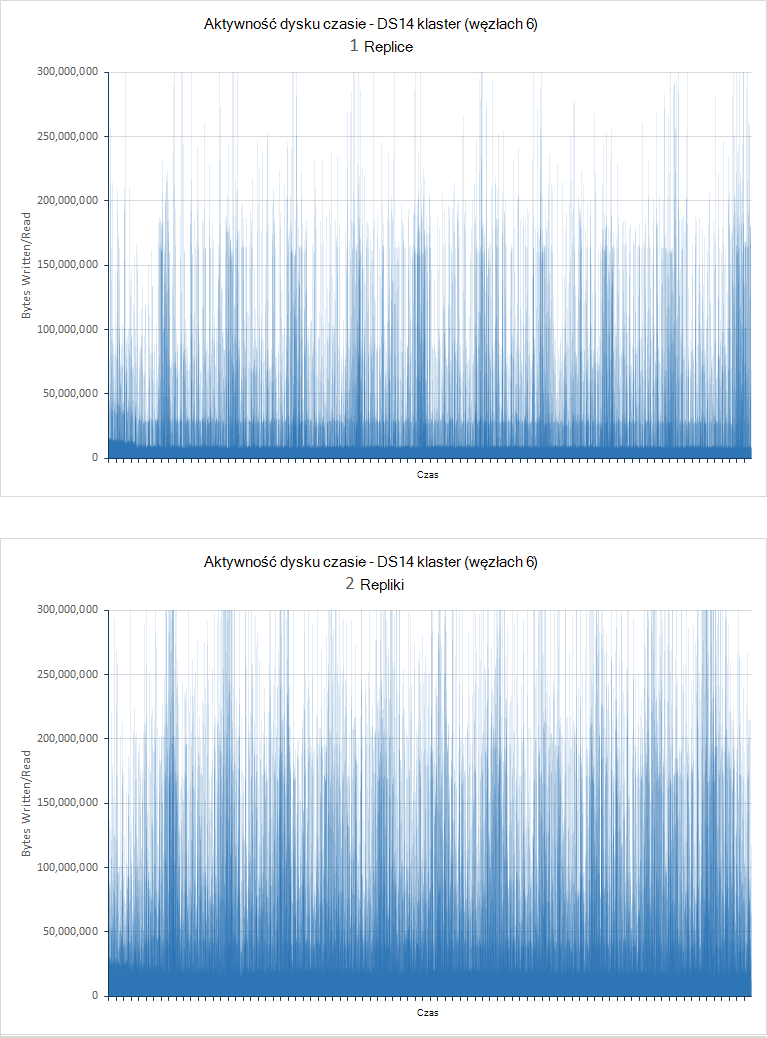 Aktywność dysku czasie - DS14 klaster (węzłach 6)
1 Replice
300,000,000
250,000,000
200,000,000
150,000,000
100,000,000
50,000,000
0
Bytes Written/Read
Czas
Aktywność dysku czasie - DS14 klaster (węzłach 6)
2 Repliki
300,000,000
250,000,000
200,000,000
150,000,000
100,000,000
50,000,000
0
Bytes Written/Read
Czas